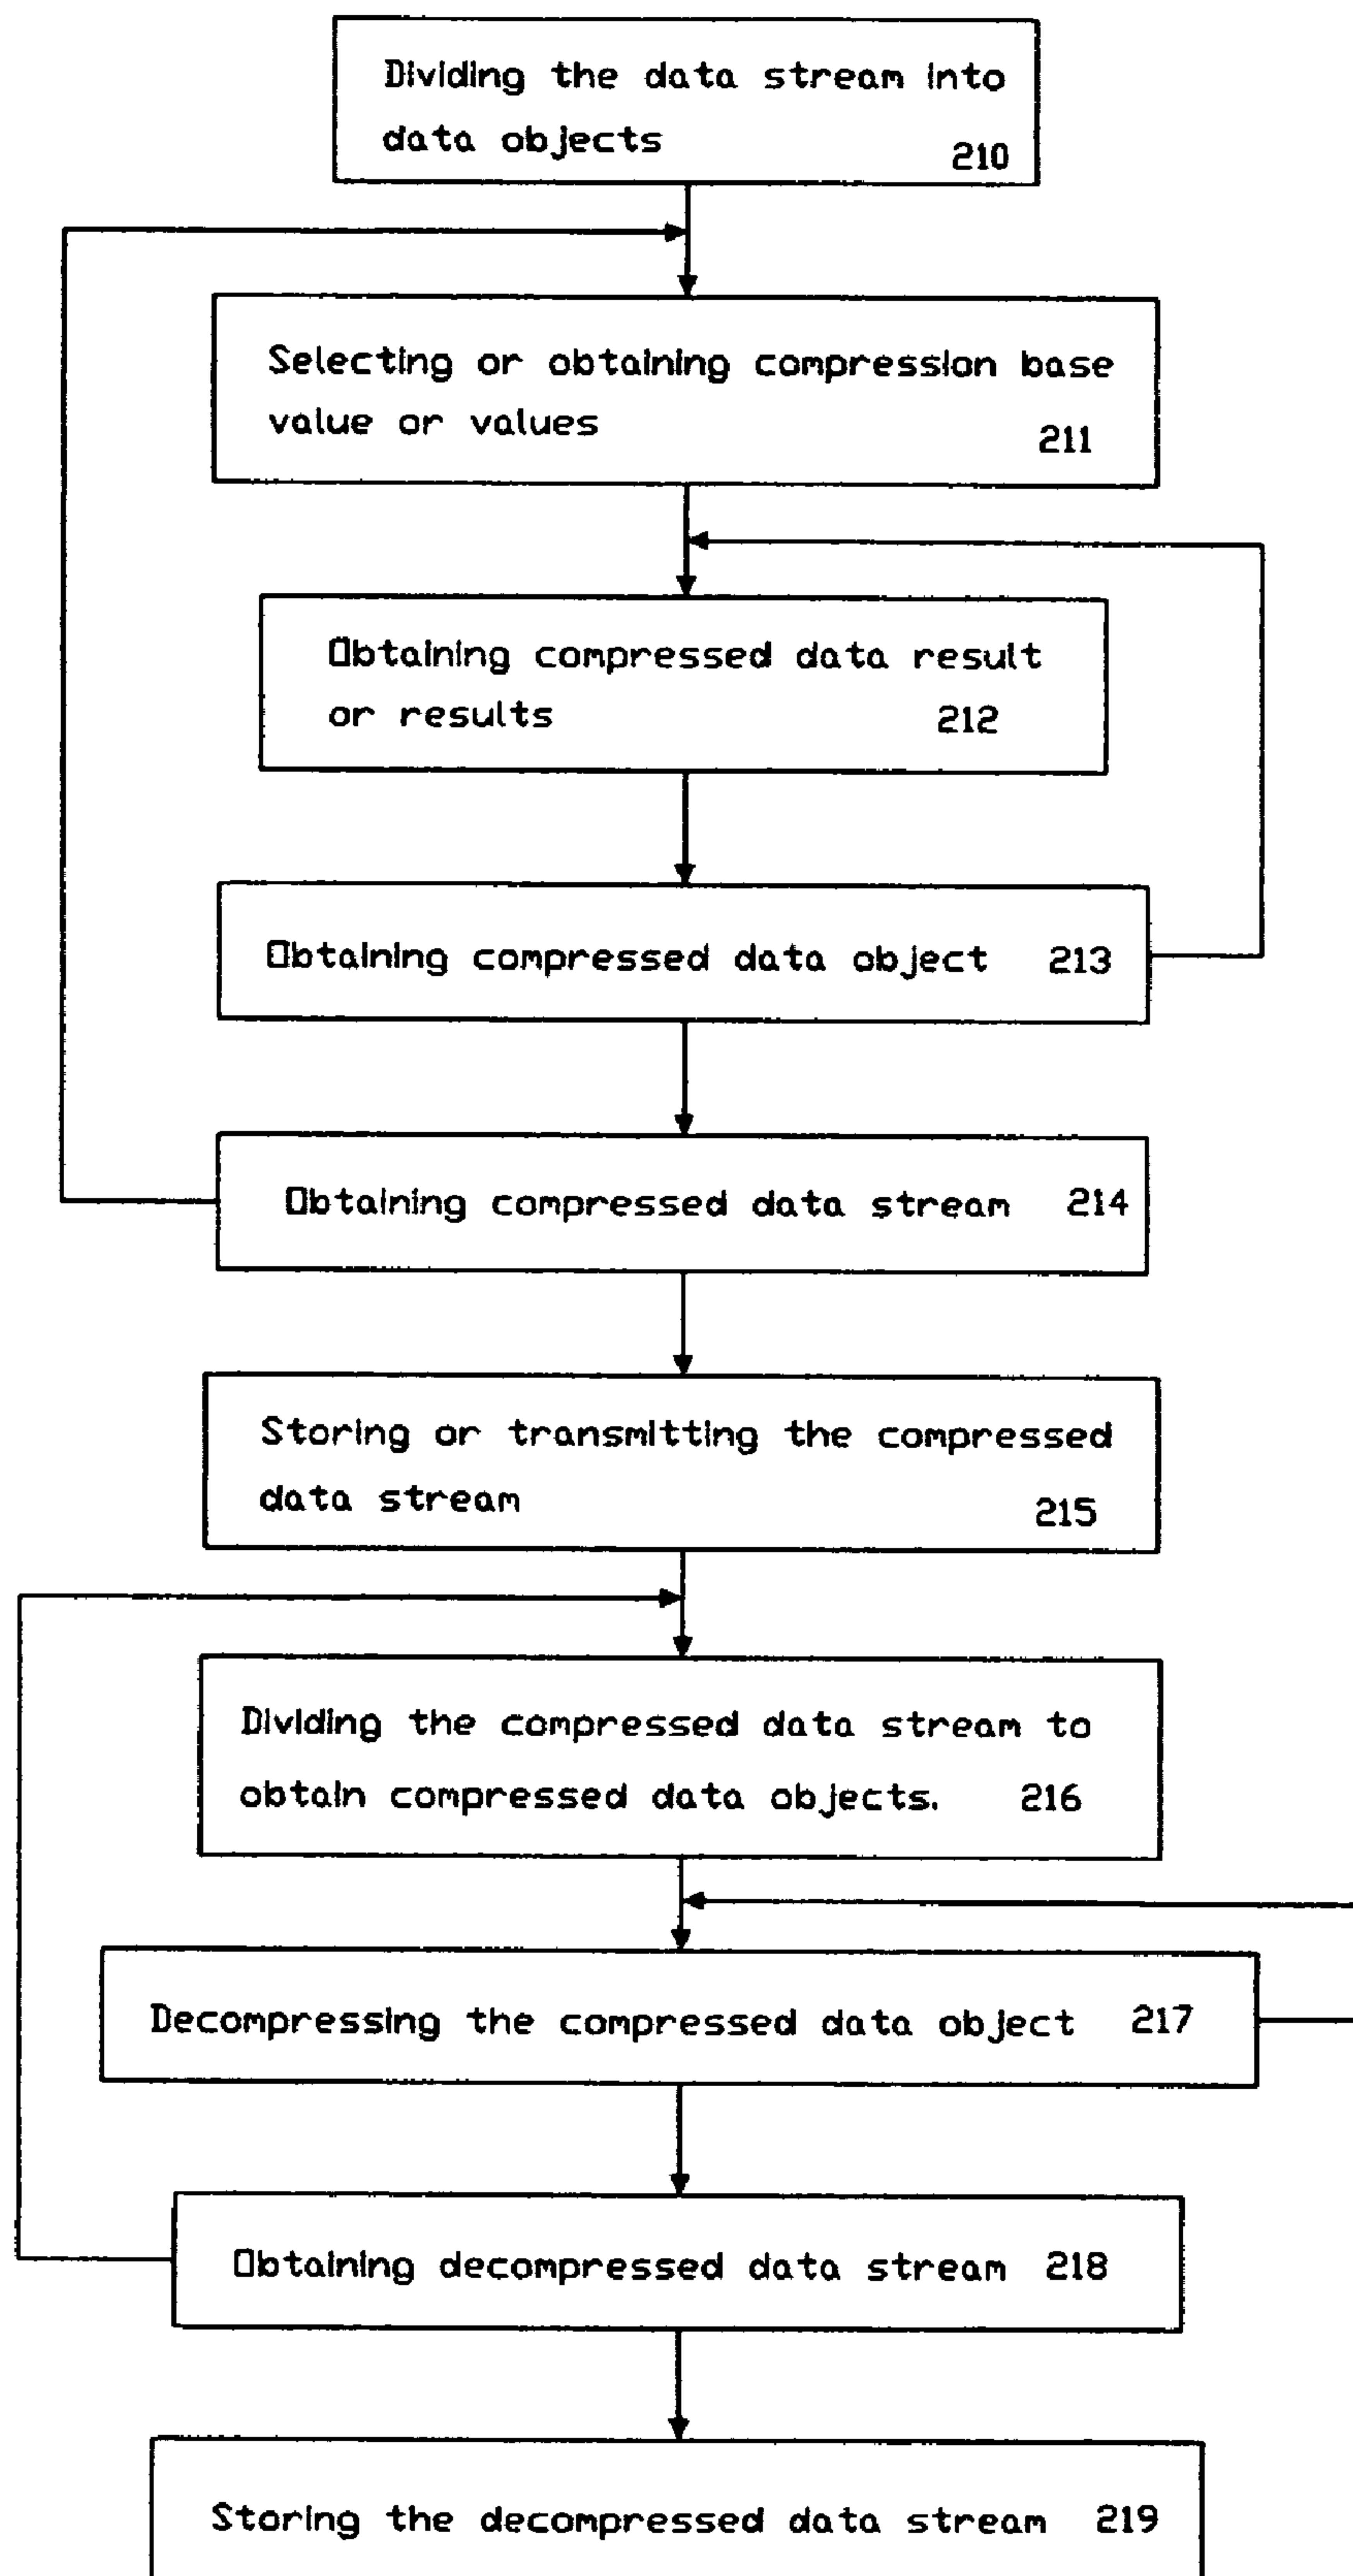 Dividing the data stream into
data objects
210
Selecting or obtaining compression base
value or values
211
Obtaining compressed data result
or results 212
Obtaining compressed data object 213
Obtaining compressed data stream 214
Storing or transmitting the compressed
data stream
215
Dividing the compressed data stream to
obtain compressed data objects. 216
Decompressing the compressed data object 217
Obtaining decompressed data stream 218
Storing the decompressed data stream 219